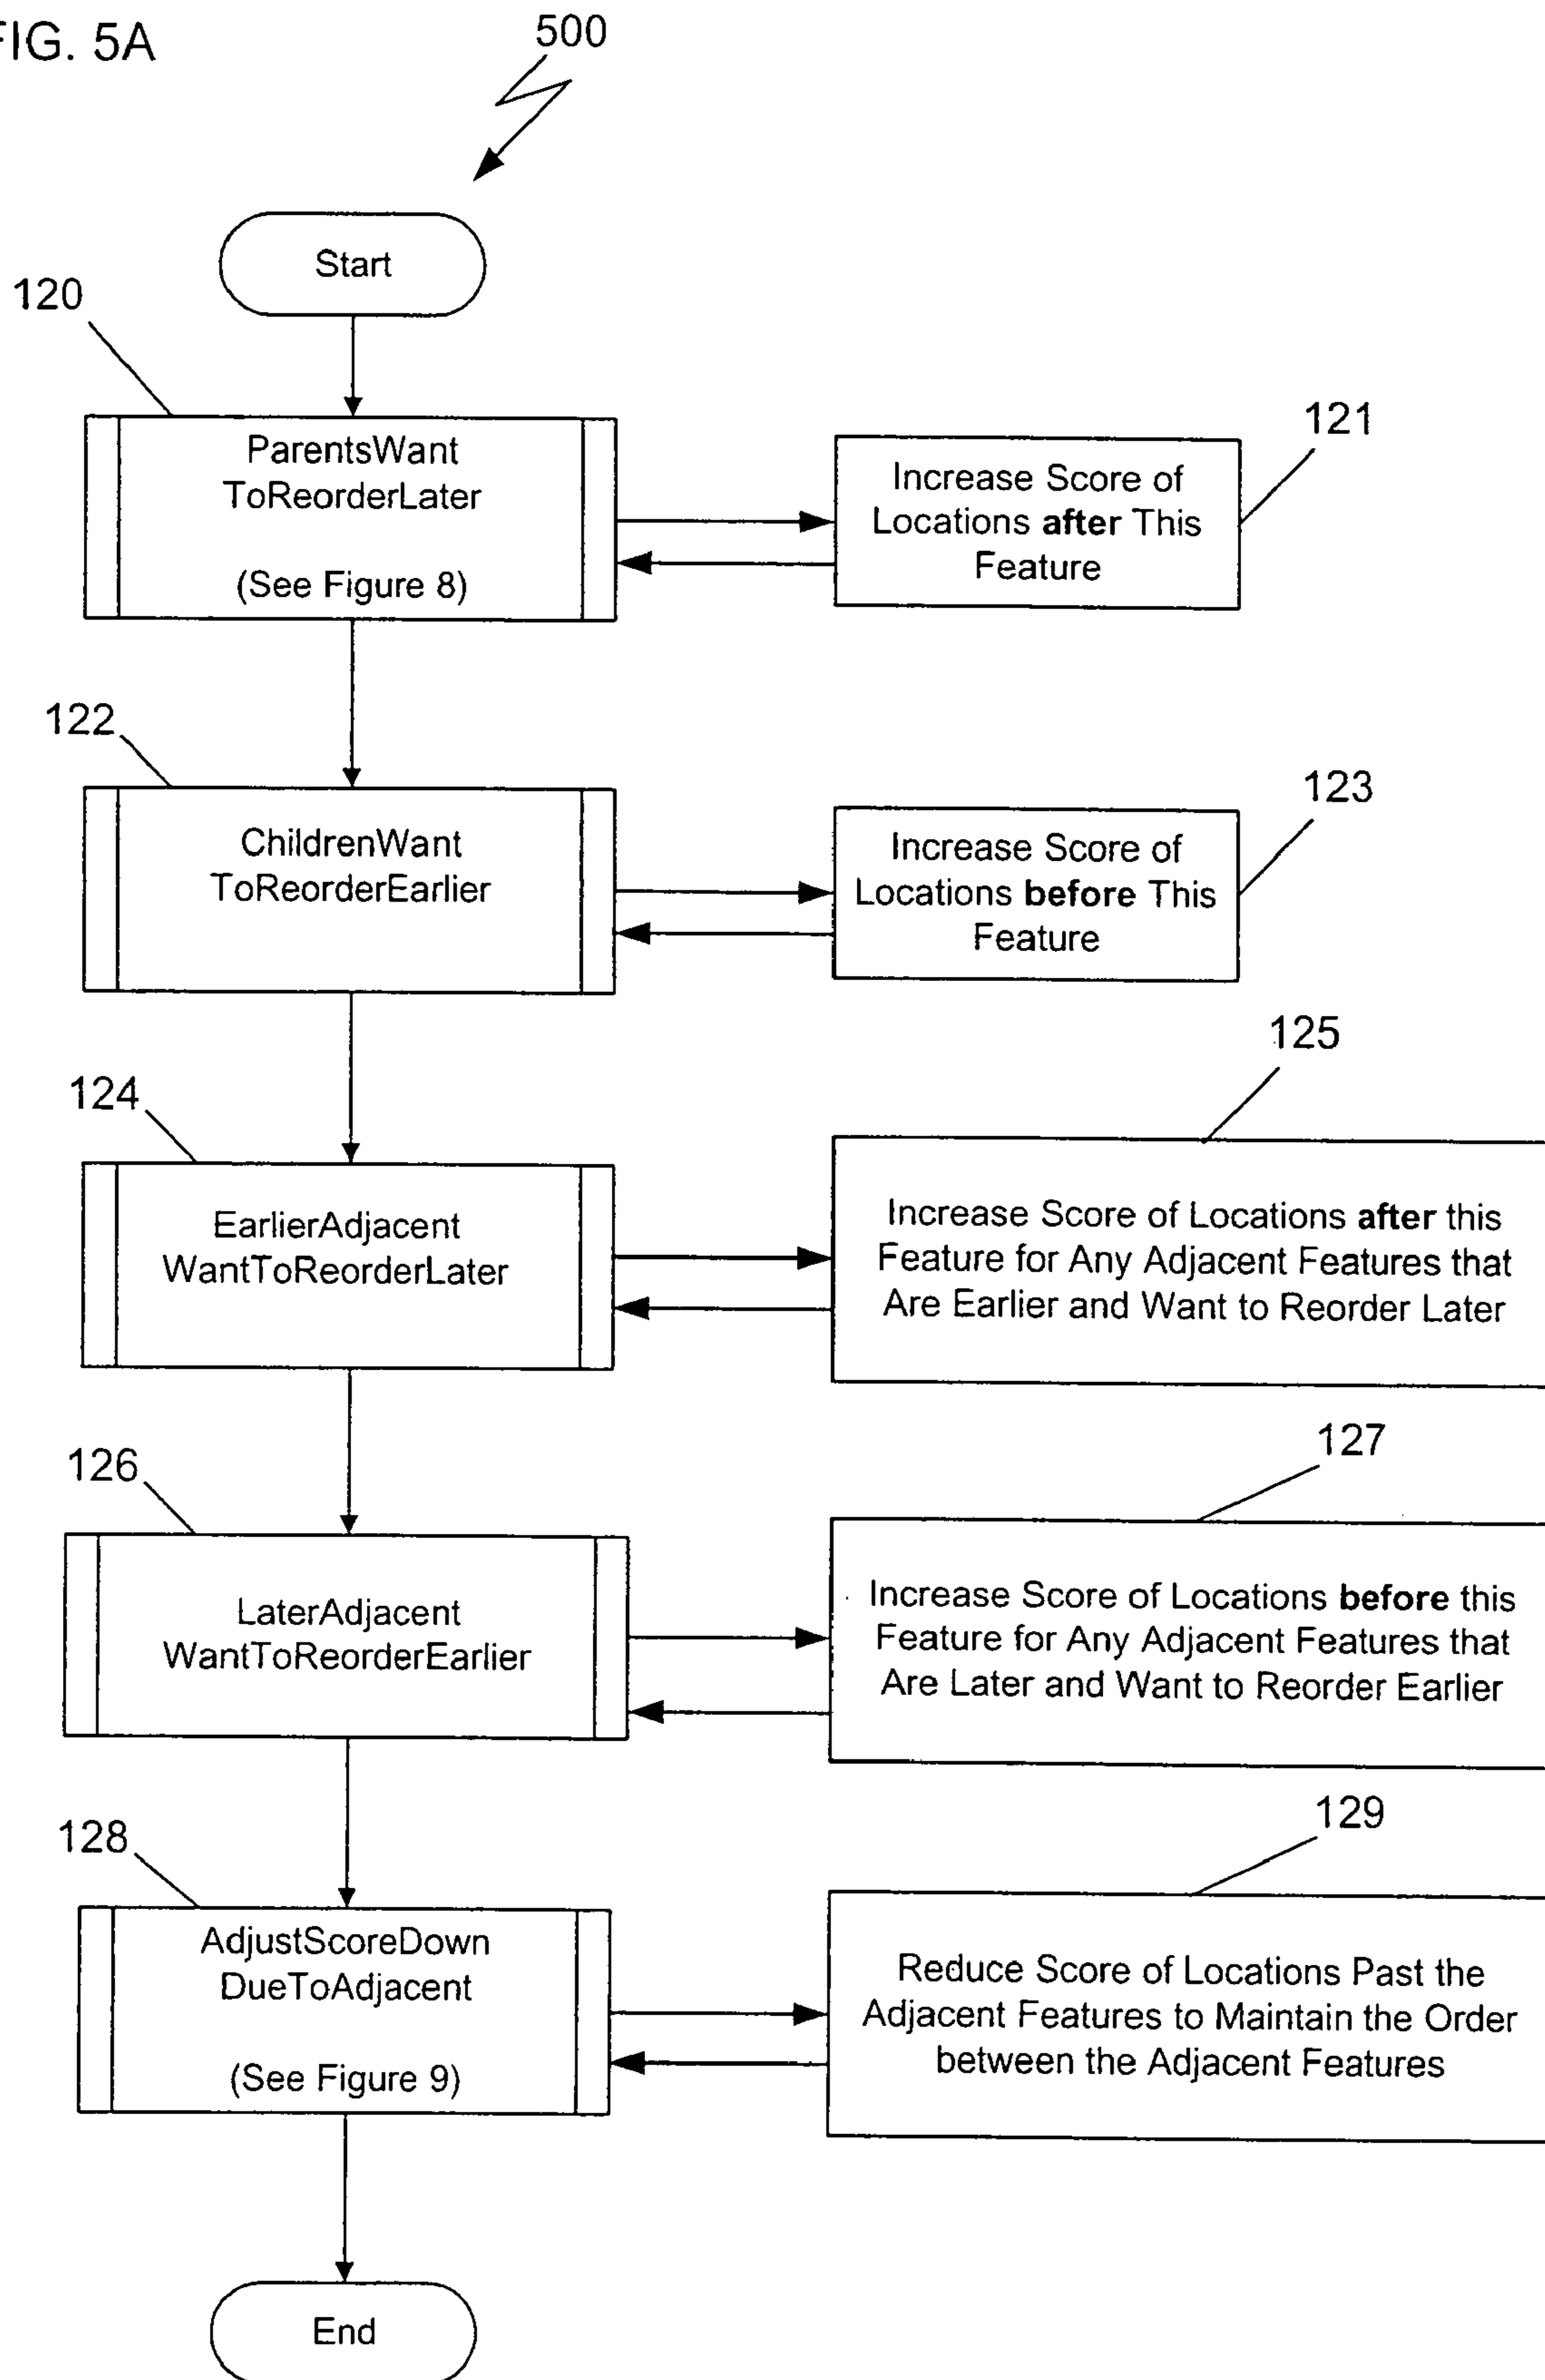 FIG. 5A
500
Start
120
ParentsWant
ToReorderLater
(See Figure 8)
121
Increase Score of
Locations after This
Feature
122
ChildrenWant
ToReorderEarlier
123
Increase Score of
Locations before This
Feature
124
EarlierAdjacent
WantToReorderLater
125
Increase Score of Locations after this
Feature for Any Adjacent Features that
Are Earlier and Want to Reorder Later
126
LaterAdjacent
WantToReorderEarlier
127
Increase Score of Locations before this
Feature for Any Adjacent Features that
Are Later and Want to Reorder Earlier
128
AdjustScoreDown
DueToAdjacent
(See Figure 9)
129
Reduce Score of Locations Past the
Adjacent Features to Maintain the Order
between the Adjacent Features
End